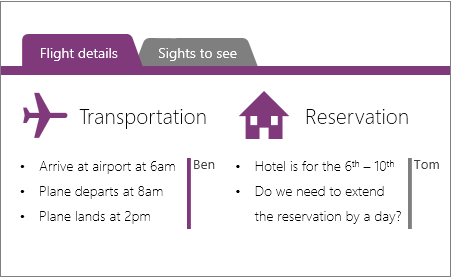 Flight details
Sights to see
Transportation
• Arrive at airport at 6am
• Plane departs at 8am
• Plane lands at 2pm
Ben
Reservation
• Hotel is for the 6th – 10th
• Do we need to extend
the reservation by a day?
Tom